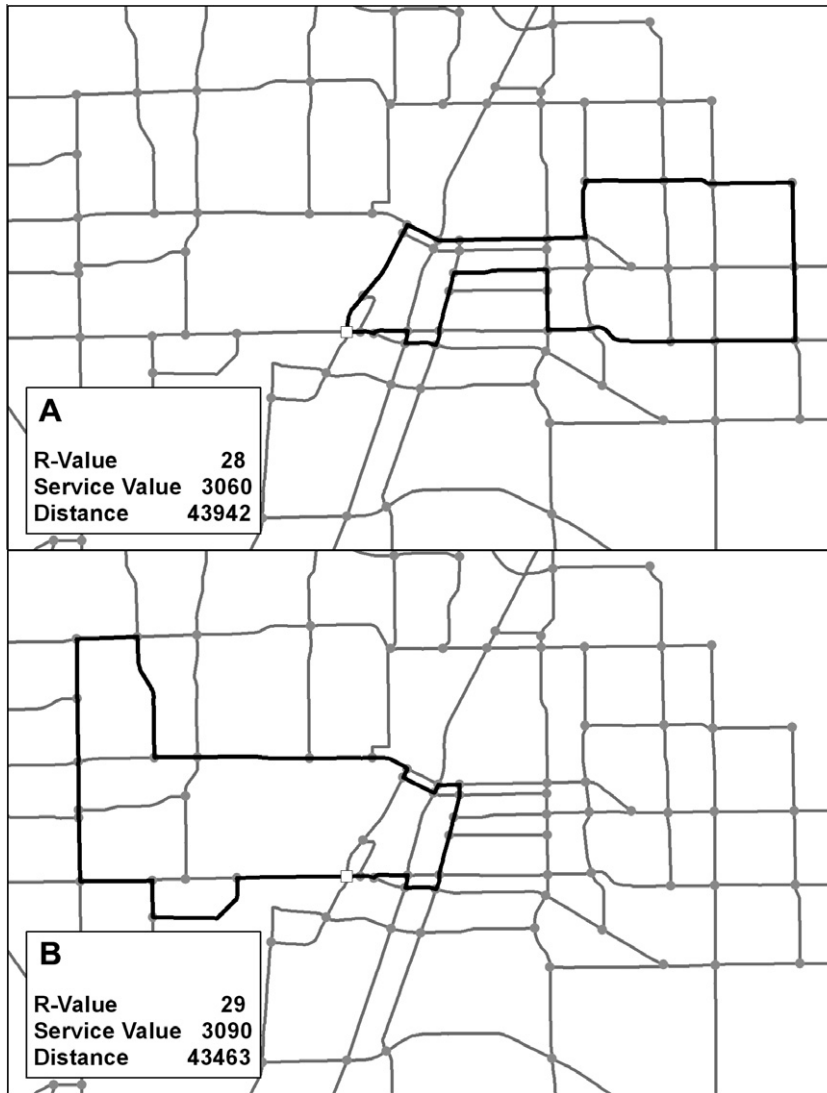 A
R-Value 28
Service Value 3060
Distance 43942
B
R-Value 29
Service Value 3090
Distance 43463